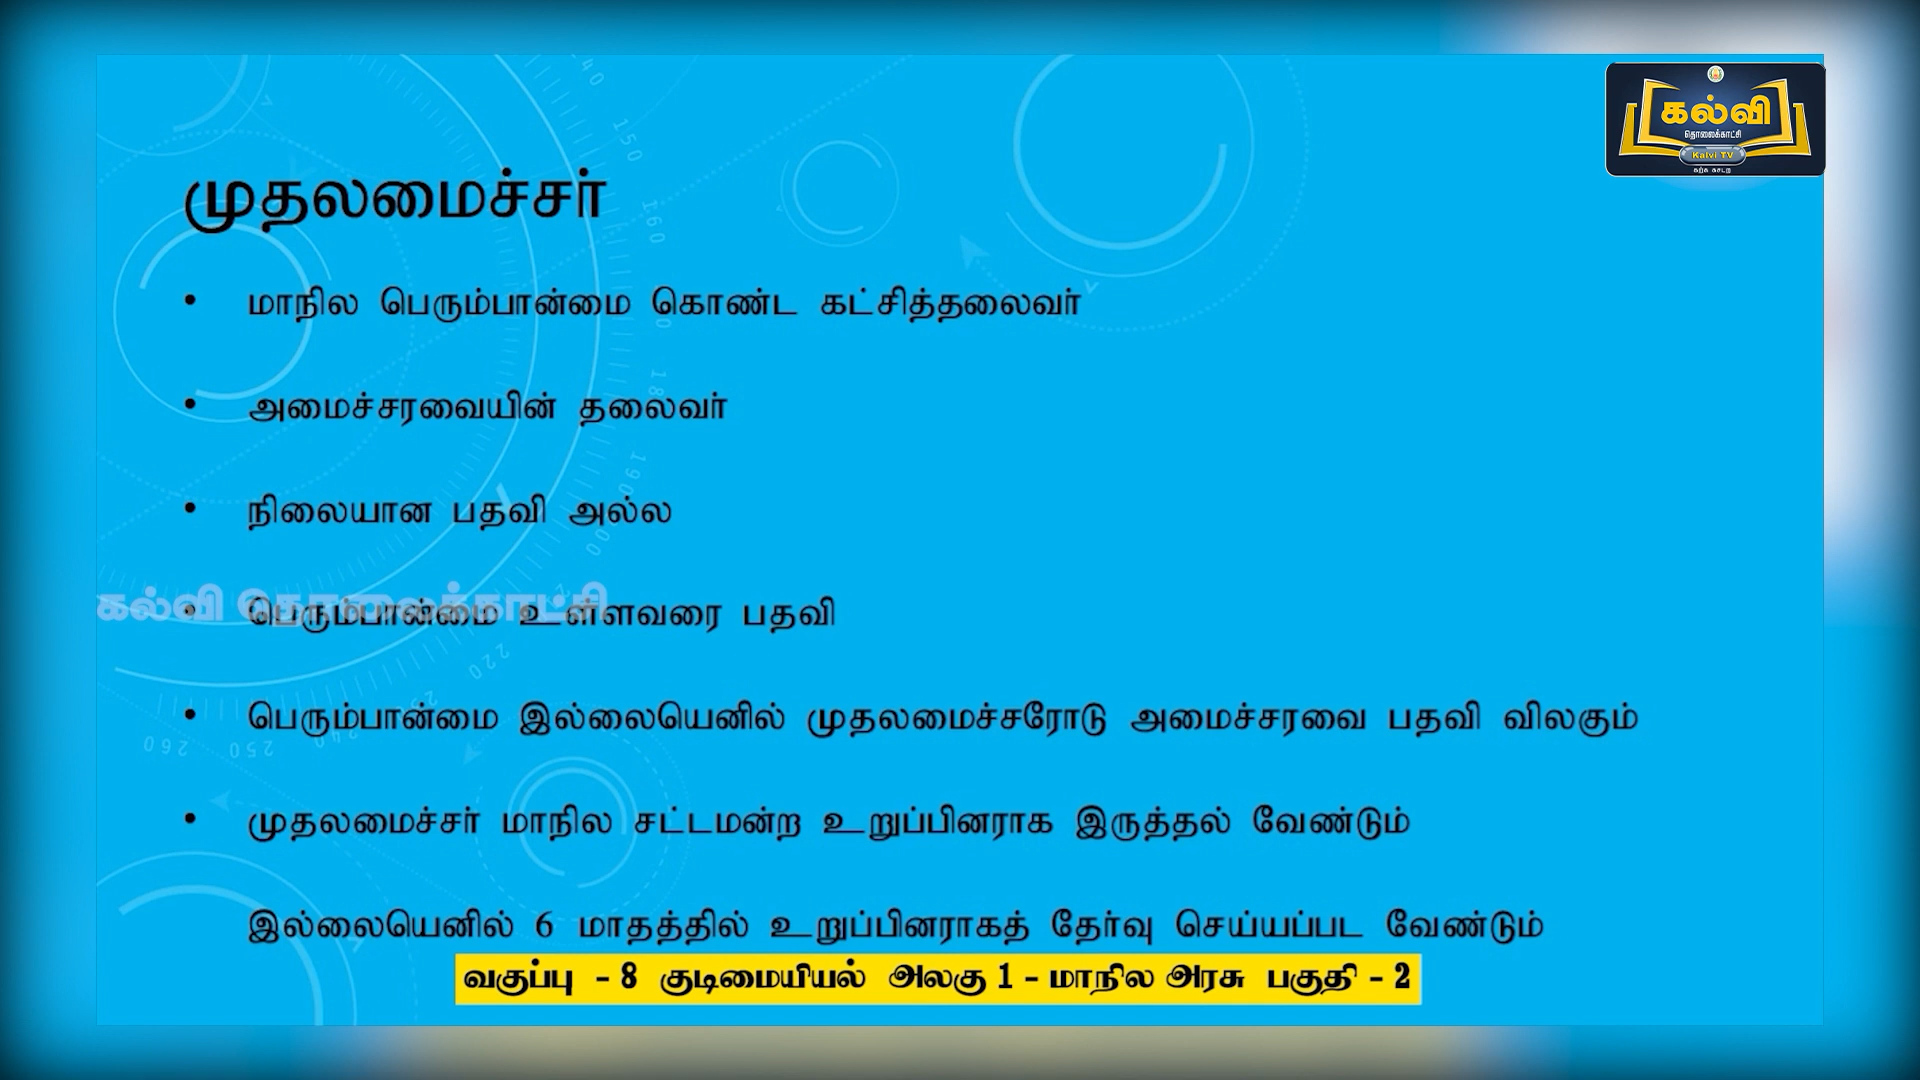 கல்வி
தொலைக்காட்சி
Kalvi TV
முதலமைச்சர்
• மாநில பெரும்பான்மை கொண்ட கட்சித்தலைவர்
• அமைச்சரவையின் தலைவர்
• நிலையான பதவி அல்ல
• பெரும்பான்மை உள்ளவரை பதவி
கல்வி தொலைக்காட்சி
• பெரும்பான்மை இல்லையெனில் முதலமைச்சரோடு அமைச்சரவை பதவி விலகும்
• முதலமைச்சர் மாநில சட்டமன்ற உறுப்பினராக இருத்தல் வேண்டும்
இல்லையெனில் 6 மாதத்தில் உறுப்பினராகத் தேர்வு செய்யப்பட வேண்டும்
வகுப்பு - 8 குடிமையியல் அலகு 1 - மாநில அரசு பகுதி - 2